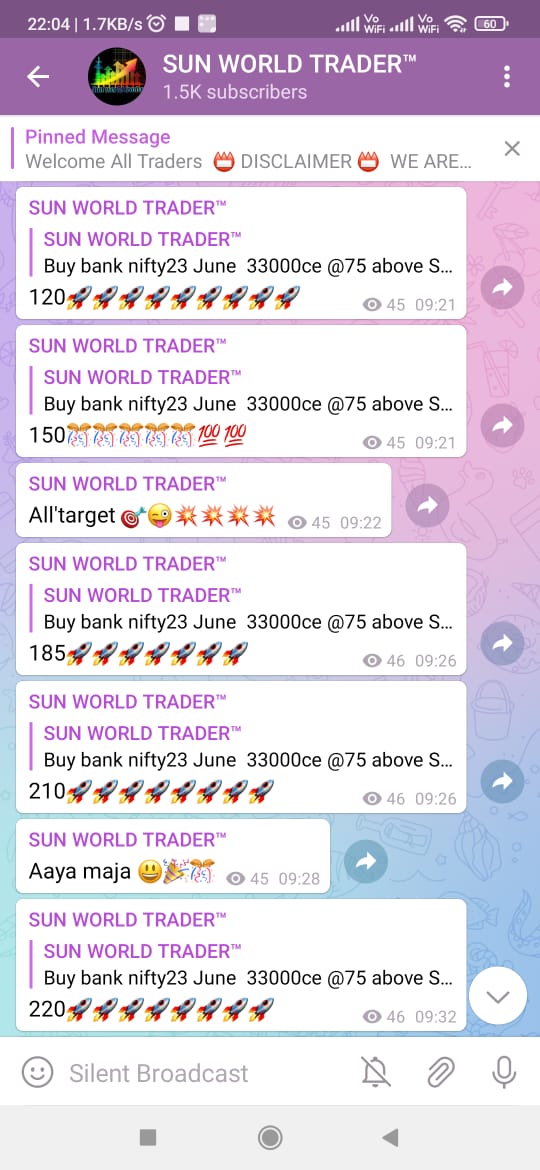 22:04 | 1.7KB/s
Vo
WiFi
Vo
WiFi
60
SUN WORLD TRADER™
1.5K subscribers
Pinned Message
Welcome All Traders 📛 DISCLAIMER 📛 WE ARE...
SUN WORLD TRADER™
SUN WORLD TRADER™
Buy bank nifty23 June 33000ce @75 above S...
120🚀🚀🚀🚀🚀🚀🚀🚀🚀 45 09:21
SUN WORLD TRADER™
SUN WORLD TRADER™
Buy bank nifty23 June 33000ce @75 above S...
150🎊🎊🎊🎊🎊💯💯 45 09:21
SUN WORLD TRADER™
All'target 🎯😜💥💥💥💥 45 09:22
SUN WORLD TRADER™
SUN WORLD TRADER™
Buy bank nifty23 June 33000ce @75 above S...
185🚀🚀🚀🚀🚀🚀🚀 46 09:26
SUN WORLD TRADER™
SUN WORLD TRADER™
Buy bank nifty23 June 33000ce @75 above S...
210🚀🚀🚀🚀🚀🚀🚀🚀 46 09:26
SUN WORLD TRADER™
Aaya maja 😃🎉🎊 45 09:28
SUN WORLD TRADER™
SUN WORLD TRADER™
Buy bank nifty23 June 33000ce @75 above S...
220🚀🚀🚀🚀🚀🚀🚀🚀 46 09:32
Silent Broadcast